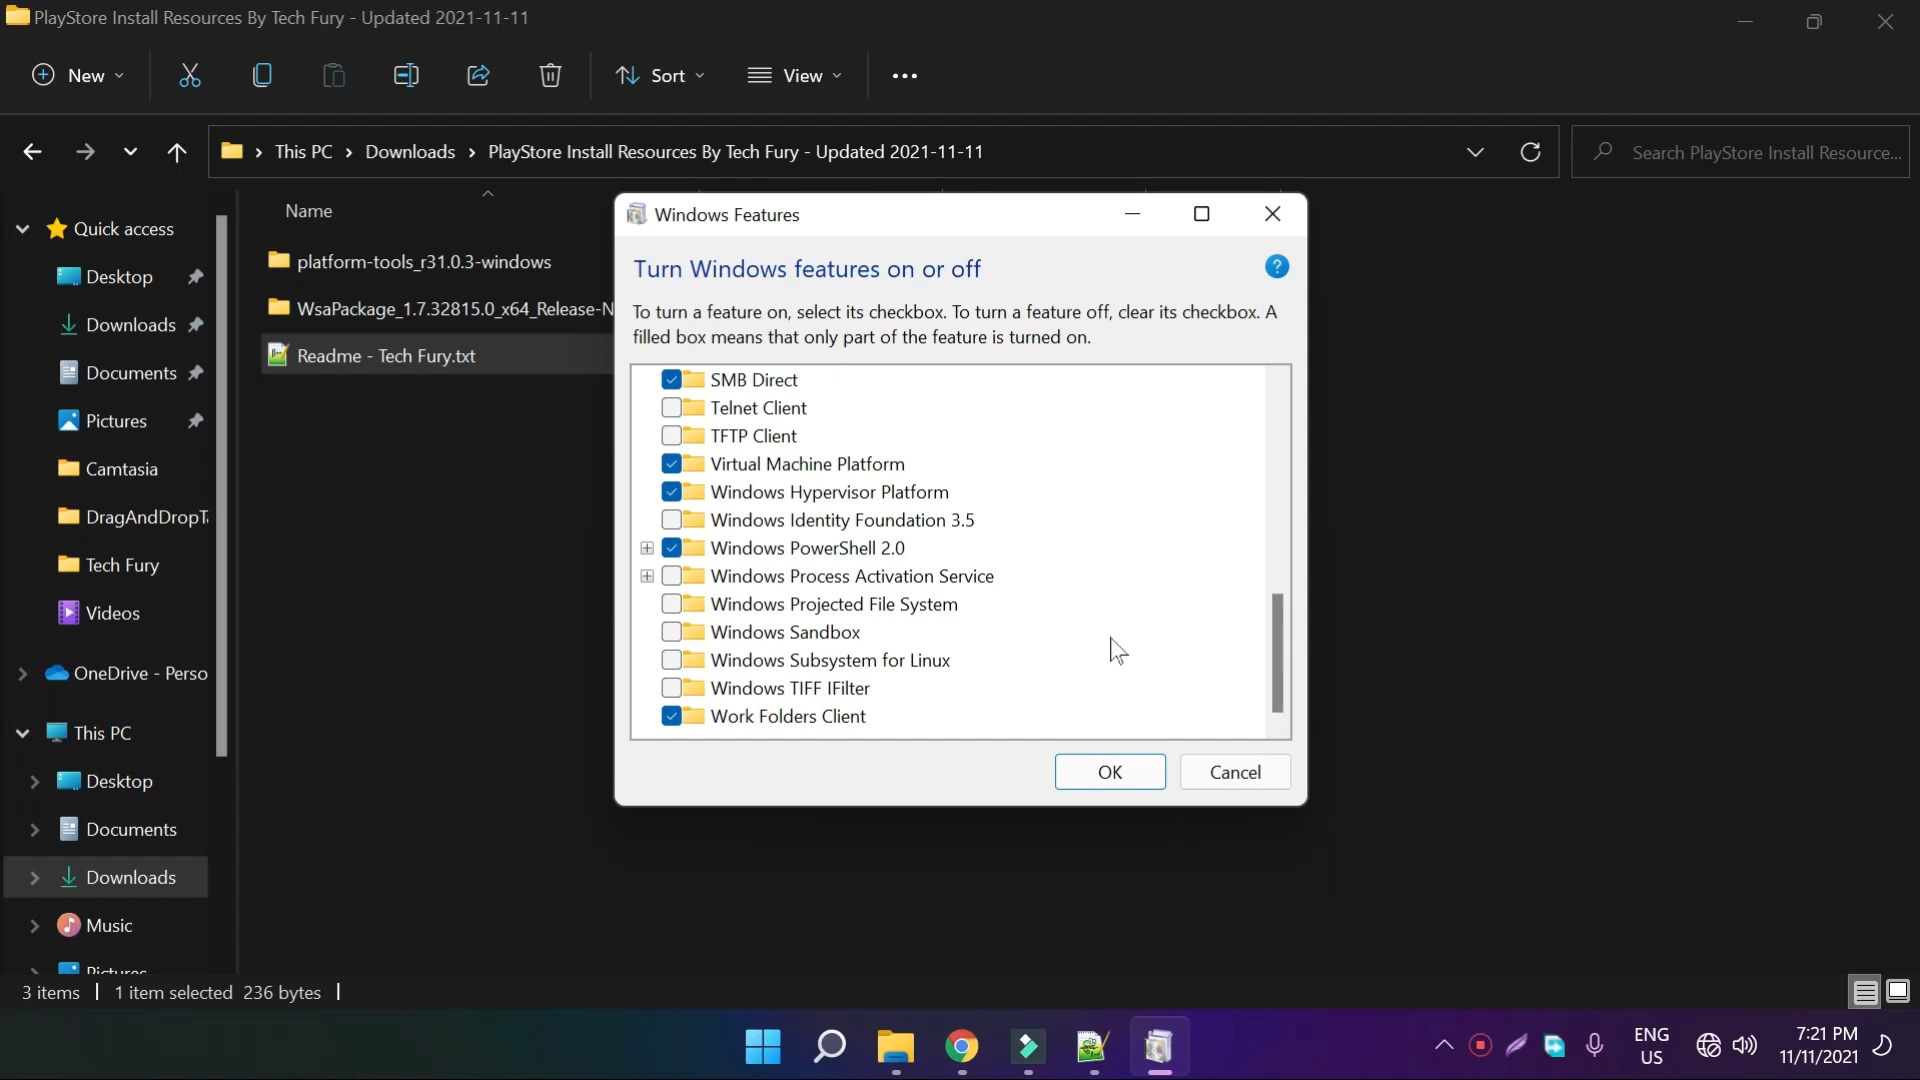 PlayStore Install Resources By Tech Fury - Updated 2021-11-11
New
Sort
View
This PC
Downloads
PlayStore Install Resources By Tech Fury - Updated 2021-11-11
Search PlayStore Install Resource...
Quick access
Desktop
Downloads
Documents
Pictures
Camtasia
DragAndDropT
Tech Fury
Videos
OneDrive - Perso
This PC
Desktop
Documents
Downloads
Music
Pictures
Name
platform-tools_r31.0.3-windows
WsaPackage_1.7.32815.0_x64_Release-N
Readme - Tech Fury.txt
Windows Features
Turn Windows features on or off
?
To turn a feature on, select its checkbox. To turn a feature off, clear its checkbox. A
filled box means that only part of the feature is turned on.
SMB Direct
Telnet Client
TFTP Client
Virtual Machine Platform
Windows Hypervisor Platform
Windows Identity Foundation 3.5
Windows PowerShell 2.0
Windows Process Activation Service
Windows Projected File System
Windows Sandbox
Windows Subsystem for Linux
Windows TIFF IFilter
Work Folders Client
OK
Cancel
3 items
1 item selected 236 bytes
ENG
US
7:21 PM
11/11/2021